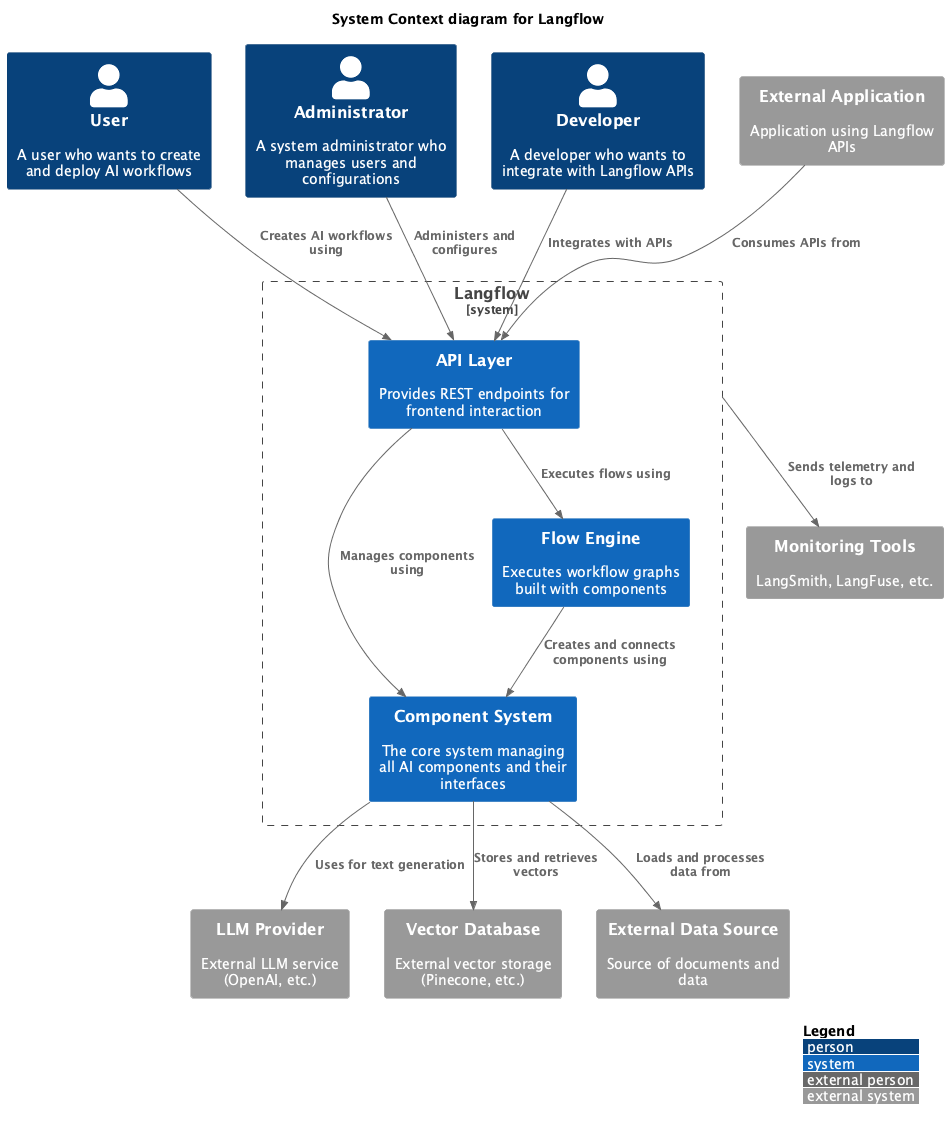 System Context diagram for Langflow
User
A user who wants to create
and deploy AI workflows
Administrator
A system administrator who
manages users and
configurations
Developer
A developer who wants to
integrate with Langflow APIs
External Application
Application using Langflow
APIs
Creates AI workflows
using
Administers and
configures
Integrates with APIs
Consumes APIs from
Langflow
[system]
API Layer
Provides REST endpoints for
frontend interaction
Executes flows using
Sends telemetry and
logs to
Flow Engine
Executes workflow graphs
built with components
Monitoring Tools
LangSmith, LangFuse, etc.
Manages components
using
Creates and connects
components using
Component System
The core system managing
all AI components and their
interfaces
Uses for text generation
Stores and retrieves
vectors
Loads and processes
data from
LLM Provider
External LLM service
(OpenAI, etc.)
Vector Database
External vector storage
(Pinecone, etc.)
External Data Source
Source of documents and
data
Legend
person
system
external person
external system